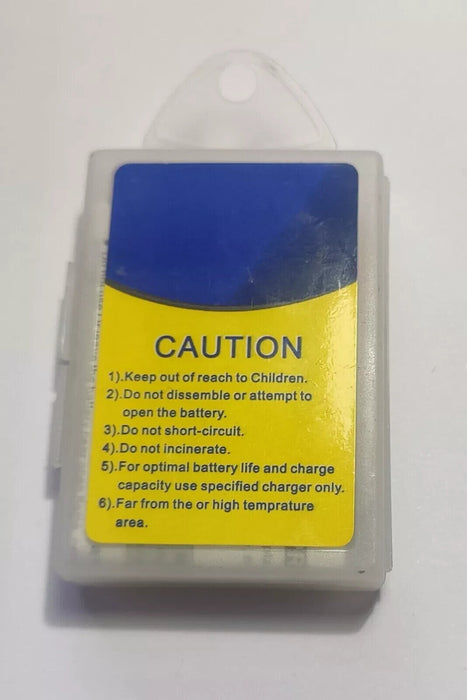 CAUTION
1).Keep out of reach to Children.
2).Do not dissemble or attempt to
open the battery.
3).Do not short-circuit.
4).Do not incinerate.
5).For optimal battery life and charge
capacity use specified charger only.
6).Far from the or high temprature
area.